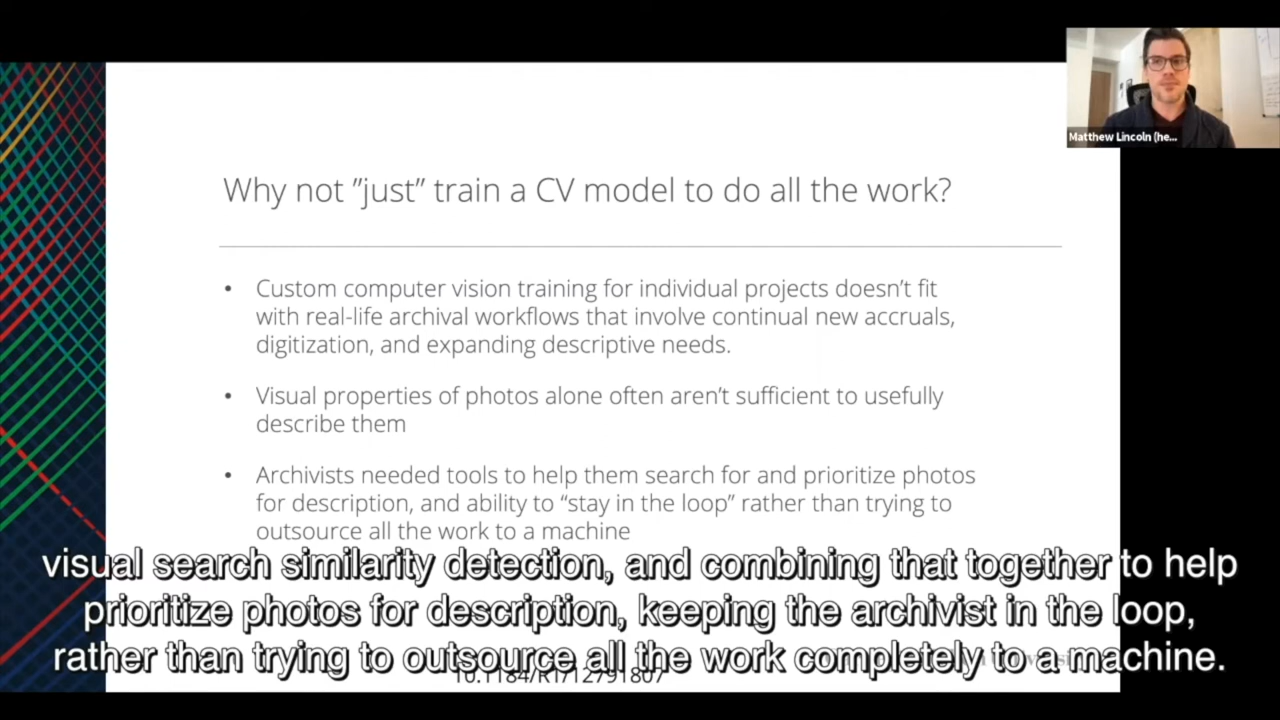 Matthew Lincoln (he...
Why not ”just” train a CV model to do all the work?
• Custom computer vision training for individual projects doesn’t fit
with real-life archival workflows that involve continual new accruals,
digitization, and expanding descriptive needs.
• Visual properties of photos alone often aren’t sufficient to usefully
describe them
• Archivists needed tools to help them search for and prioritize photos
for description, and ability to “stay in the loop” rather than trying to
outsource all the work to a machine
visual search similarity detection, and combining that together to help
prioritize photos for description, keeping the archivist in the loop,
rather than trying to outsource all the work completely to a machine.